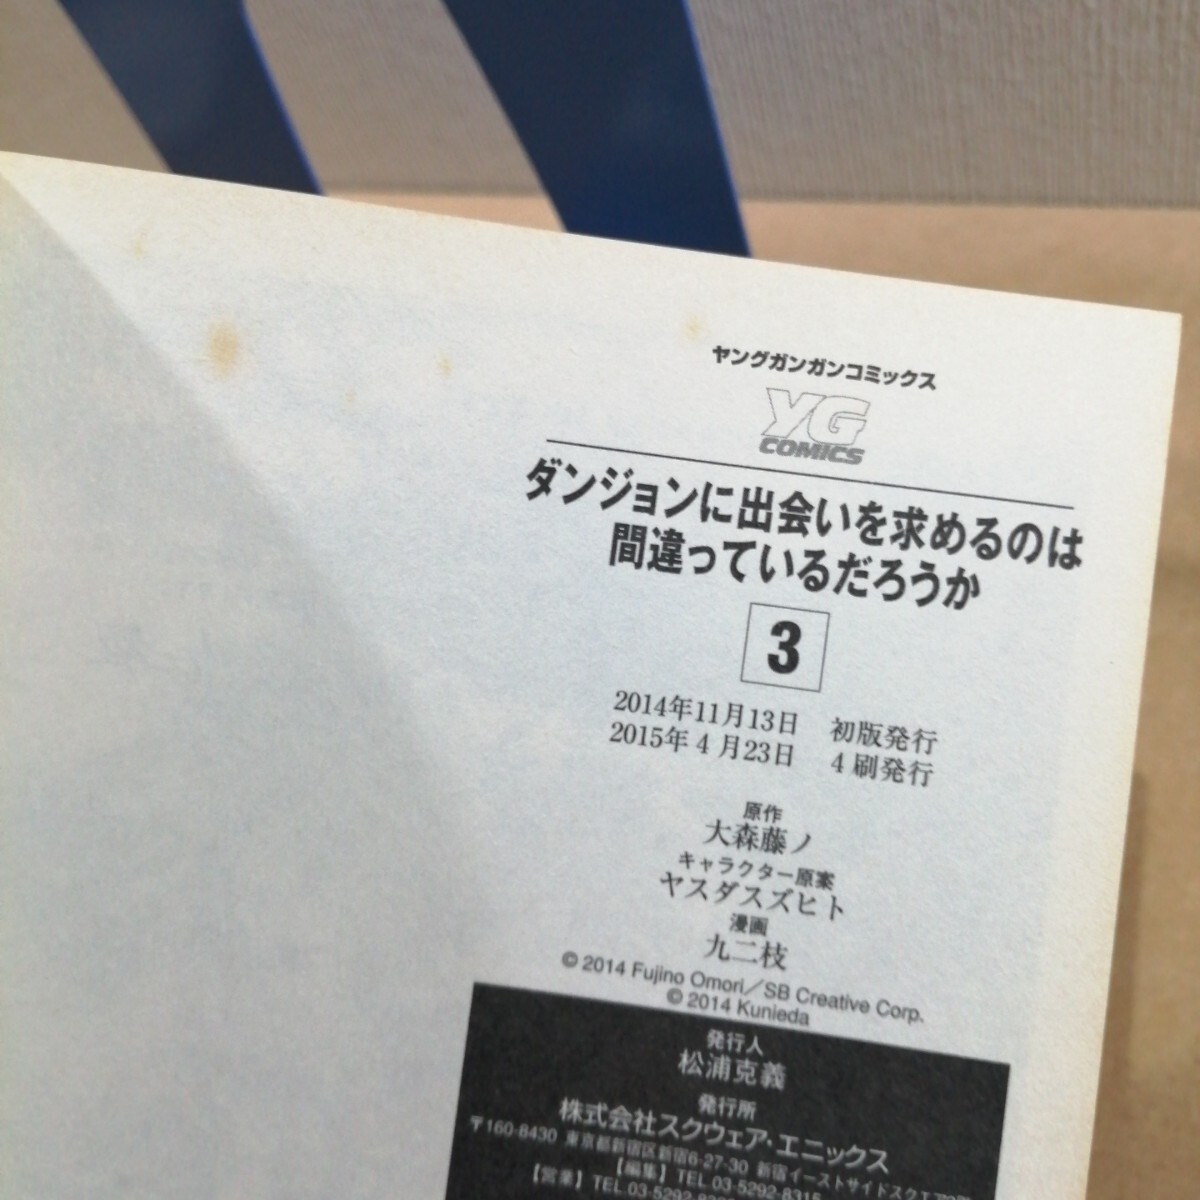 ヤングガンガンコミックス
YG
COMICS
ダンジョンに出会いを求めるのは
間違っているだろうか
3
2014年11月13日 初版発行
2015年4月23日 4刷発行
原作
大森藤ノ
キャラクター原案
ヤスダスズヒト
漫画
九二枝
© 2014 Fujino Omori／SB Creative Corp.
© 2014 Kunieda
発行人
松浦克義
発行所
株式会社スクウェア・エニックス
〒160-8430 東京都新宿区新宿6-27-30 新宿イーストサイドスクエア
【編集】TEL.03-5292-8315
【営業】TEL.03-5292